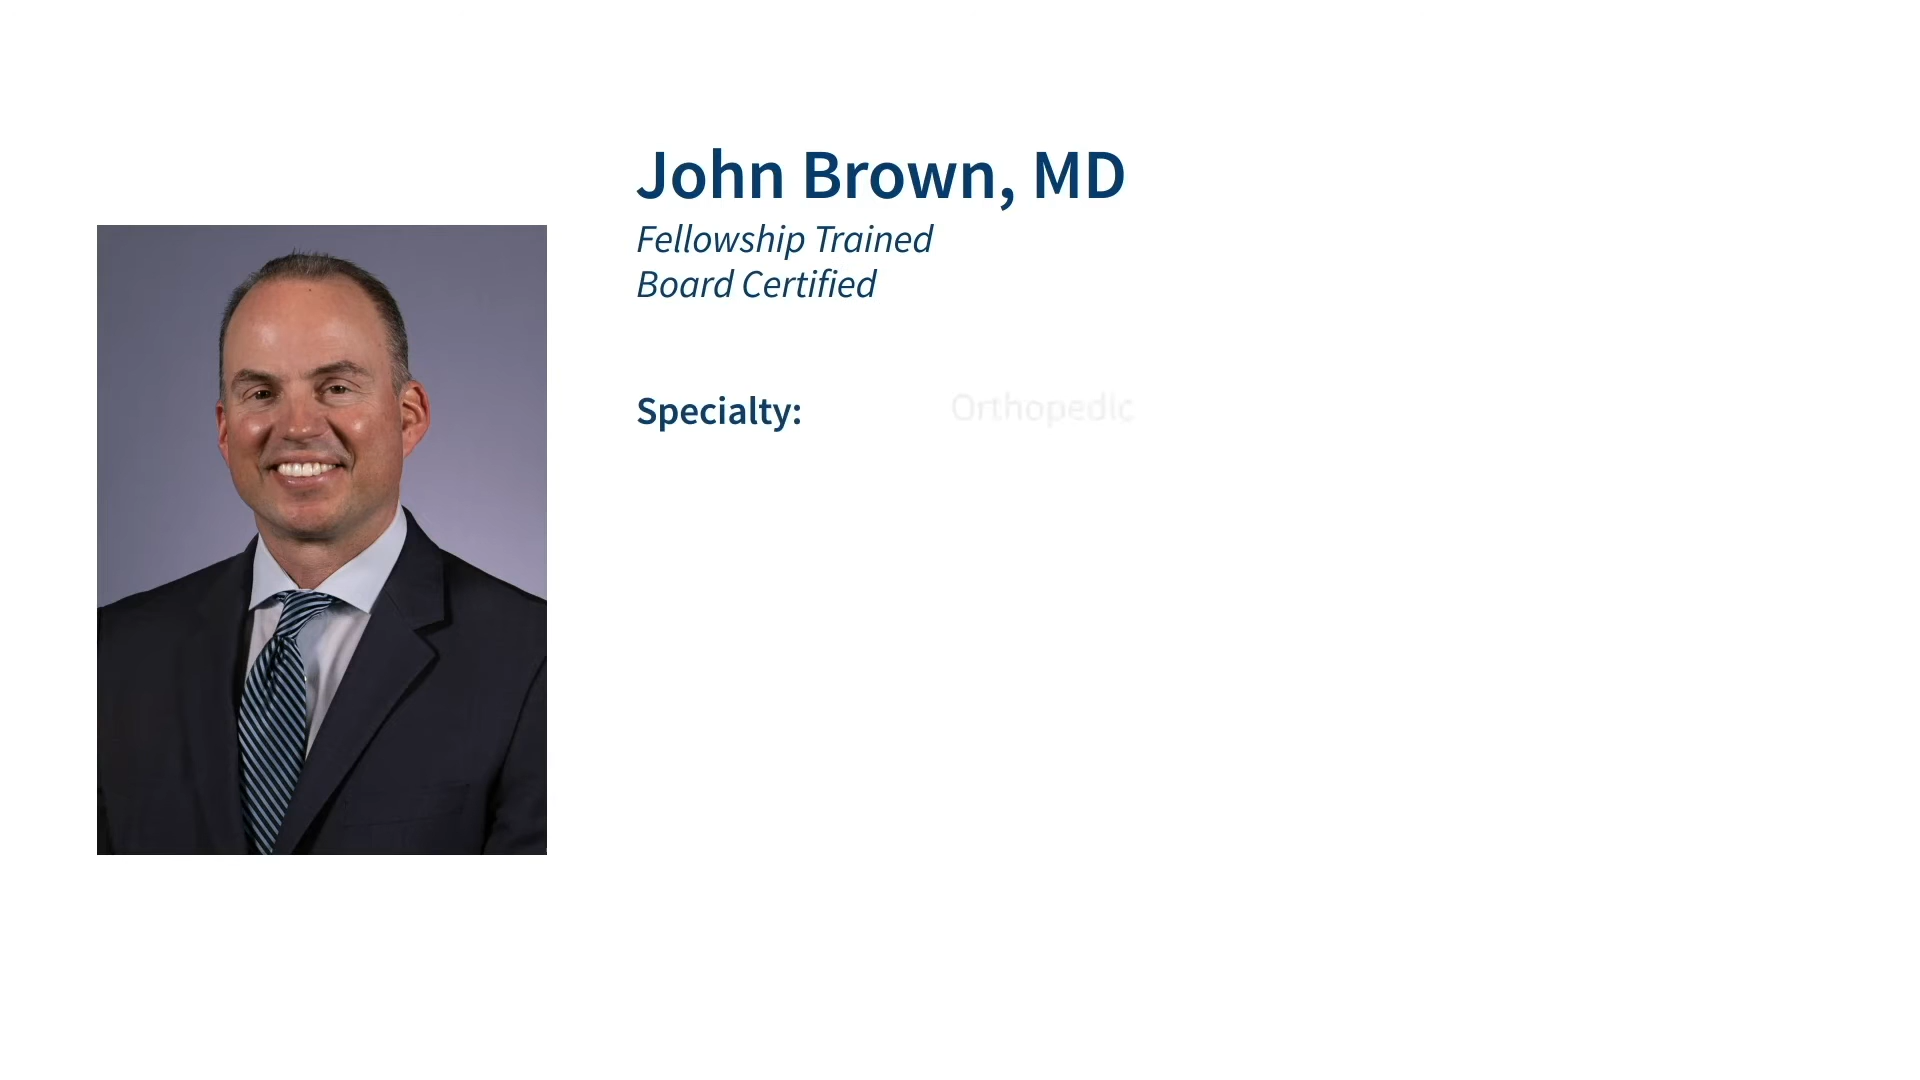 John Brown, MD
Fellowship Trained
Board Certified
Specialty: Orthopedic